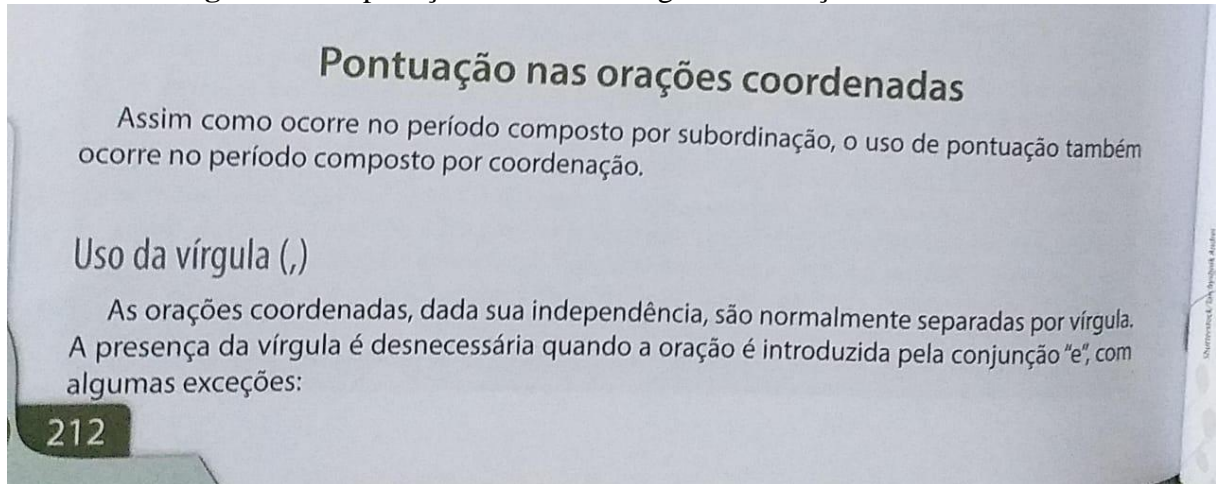 Pontuação nas orações coordenadas
Assim como ocorre no período composto por subordinação, o uso de pontuação também
ocorre no período composto por coordenação.
Uso da vírgula (,)
As orações coordenadas, dada sua independência, são normalmente separadas por vírgula.
A presença da vírgula é desnecessária quando a oração é introduzida pela conjunção "e", com
algumas exceções:
212